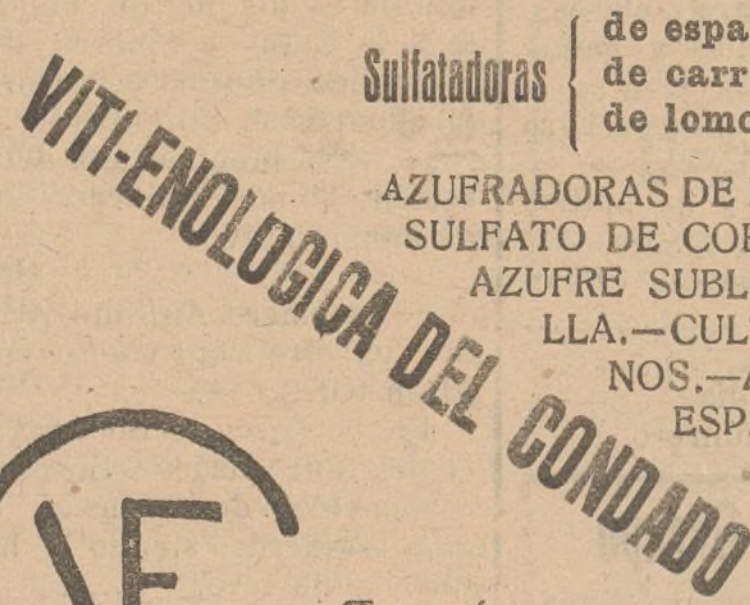 Sulfatadoras
de espa
de carr
de lomo
VITI-ENOLOGICA DEL CONDADO
AZUFRADORAS DE
SULFATO DE COB
AZUFRE SUBL
LLA.—CUL
NOS.—A
ESP